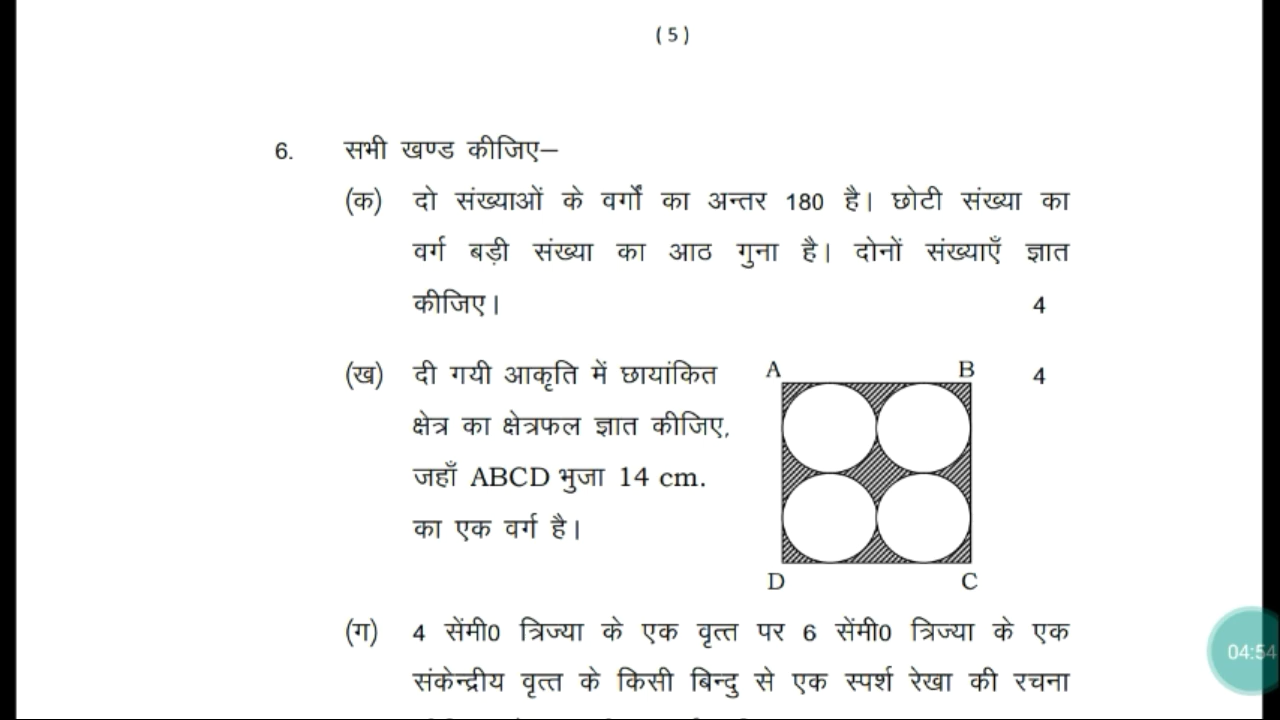 ( 5 )
6. सभी खण्ड कीजिए–
(क) दो संख्याओं के वर्गों का अन्तर 180 है। छोटी संख्या का
वर्ग बड़ी संख्या का आठ गुना है। दोनों संख्याएँ ज्ञात
कीजिए। 4
(ख) दी गयी आकृति में छायांकित 4
क्षेत्र का क्षेत्रफल ज्ञात कीजिए,
जहाँ ABCD भुजा 14 cm.
का एक वर्ग है।
A B
D C
(ग) 4 सेंमी0 त्रिज्या के एक वृत्त पर 6 सेंमी0 त्रिज्या के एक
संकेन्द्रीय वृत्त के किसी बिन्दु से एक स्पर्श रेखा की रचना
04:54